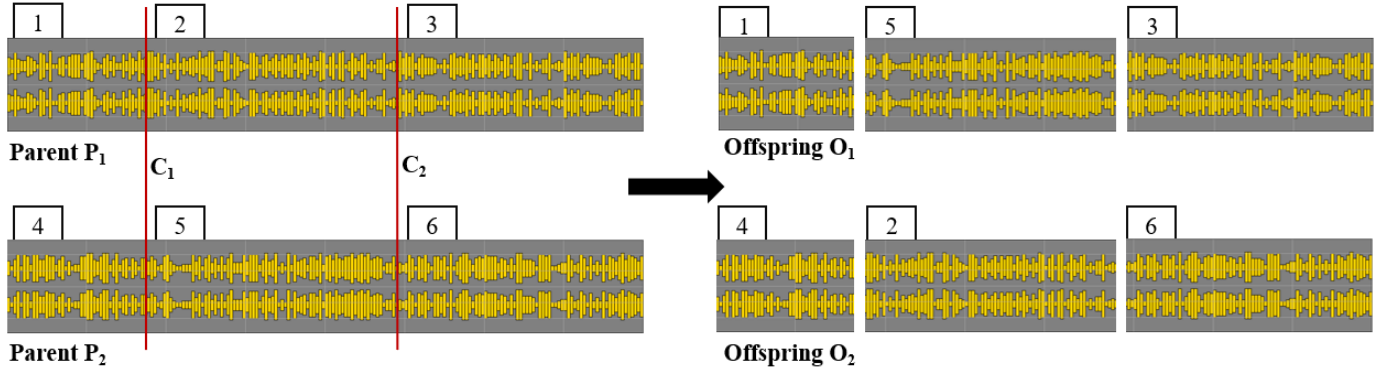 1 2 3 1 5 3
Parent P₁ C₁ C₂ Offspring O₁
4 5 6 4 2 6
Parent P₂ Offspring O₂